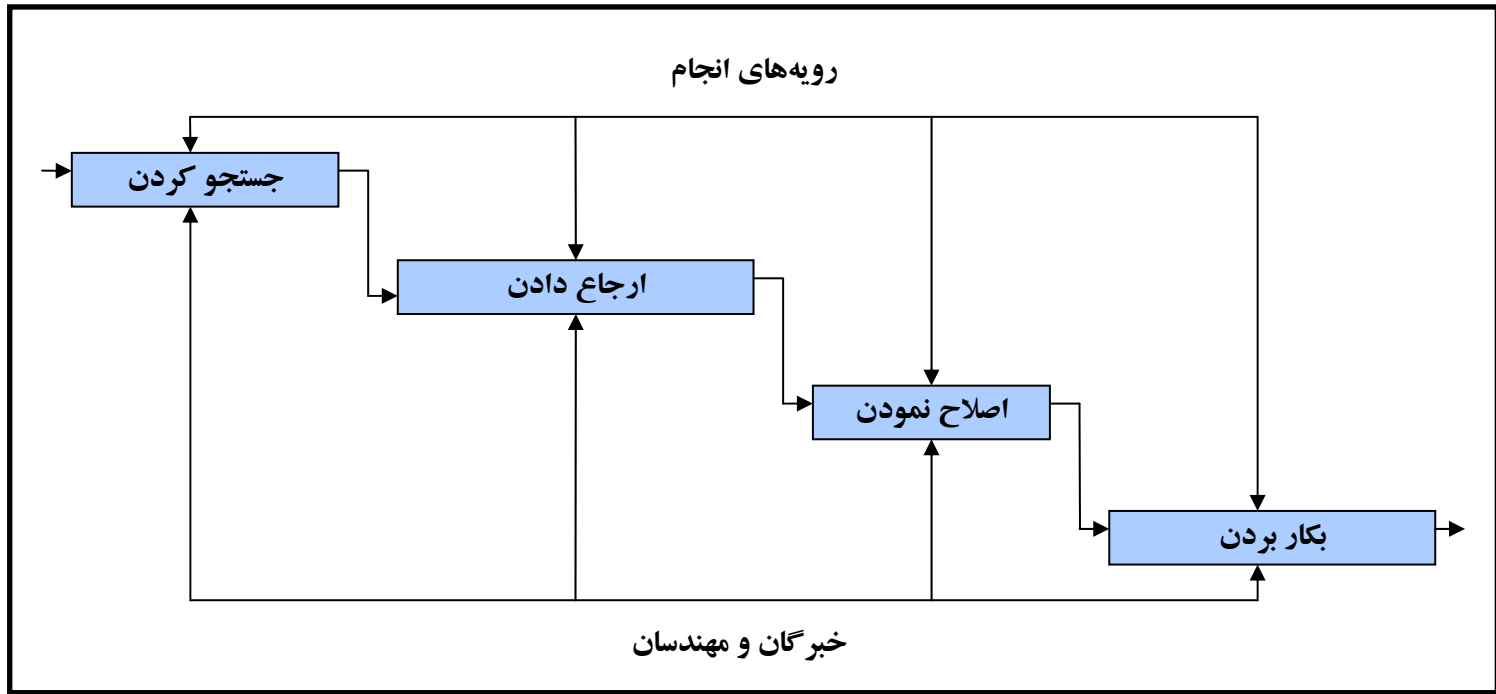 رویه‌های انجام
جستجو کردن
ارجاع دادن
اصلاح نمودن
بکار بردن
خبرگان و مهندسان